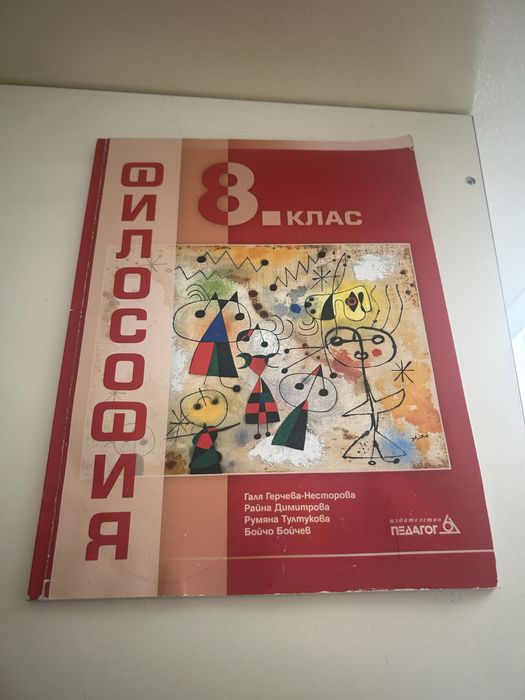 ФИЛОСОФИЯ
8. КЛАС
Галя Герчева-Несторова
Райна Димитрова
Румяна Тултукова
Бойчо Бойчев
издателство
ПЕДАГОГ 6